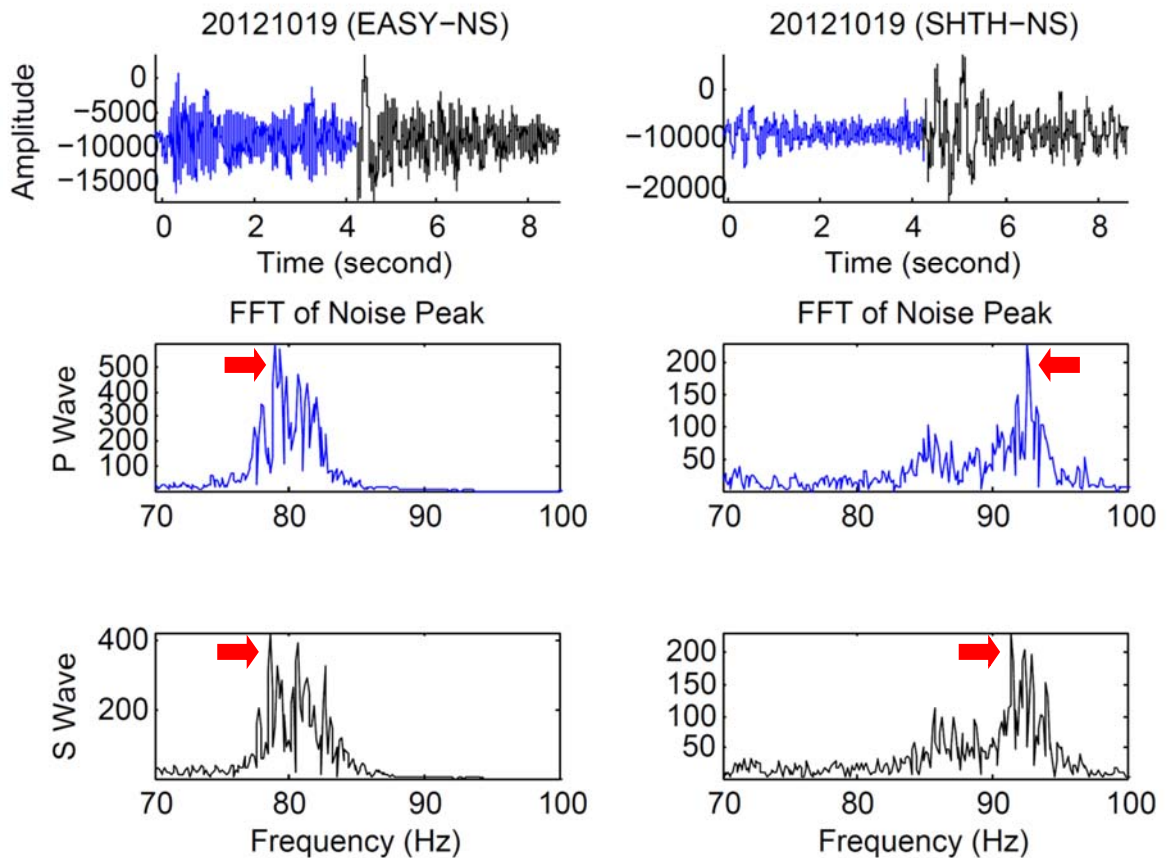 20121019 (EASY−NS)
20121019 (SHTH−NS)
Amplitude
0
−5000
−10000
−15000
0 2 4 6 8
Time (second)
0
−10000
−20000
0 2 4 6 8
Time (second)
FFT of Noise Peak
FFT of Noise Peak
P Wave
500
400
300
200
100
70 80 90 100
200
150
100
50
70 80 90 100
S Wave
400
200
70 80 90 100
Frequency (Hz)
200
150
100
50
70 80 90 100
Frequency (Hz)